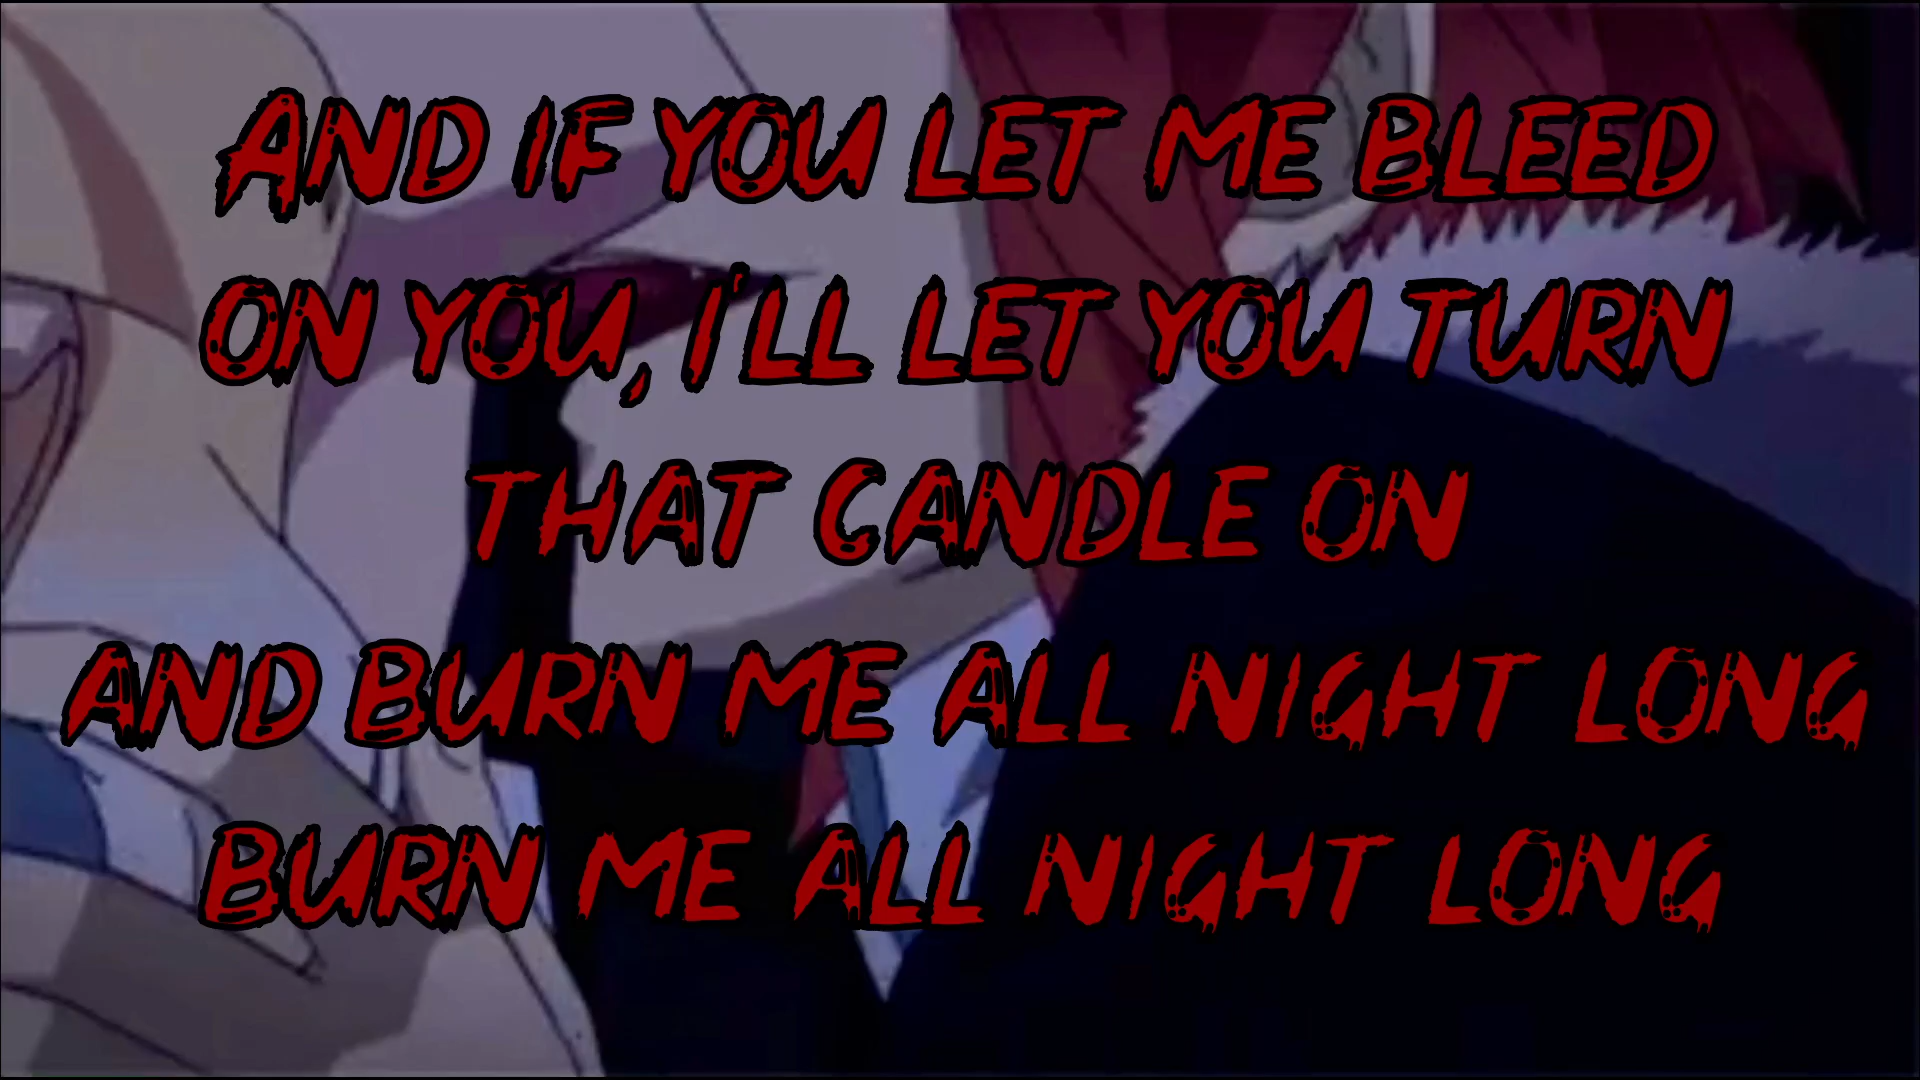 AND IF YOU LET ME BLEED
ON YOU, I'LL LET YOU TURN
THAT CANDLE ON
AND BURN ME ALL NIGHT LONG
BURN ME ALL NIGHT LONG